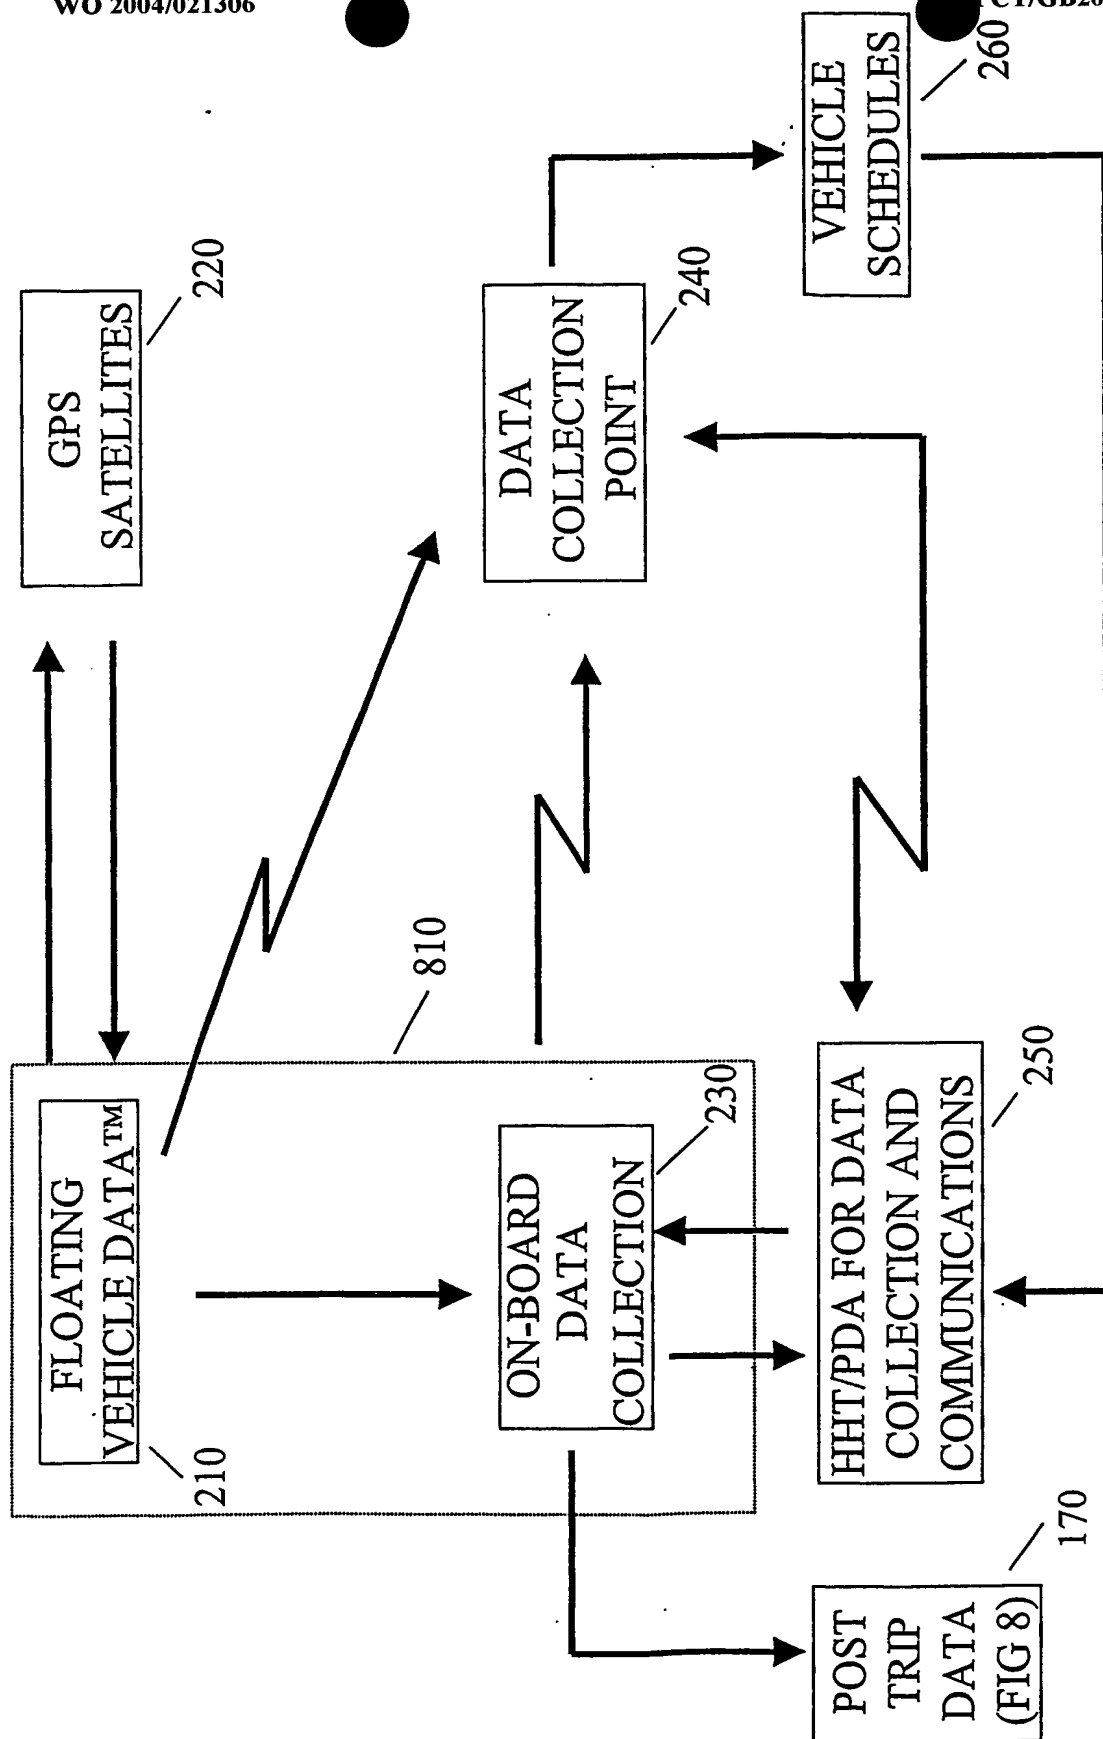 WO 2004/021306
GPS
SATELLITES
220
FLOATING
VEHICLE DATA™
210
810
DATA
COLLECTION
POINT
240
ON-BOARD
DATA
COLLECTION
230
VEHICLE
SCHEDULES
260
HHT/PDA FOR DATA
COLLECTION AND
COMMUNICATIONS
250
POST
TRIP
DATA
(FIG 8)
170